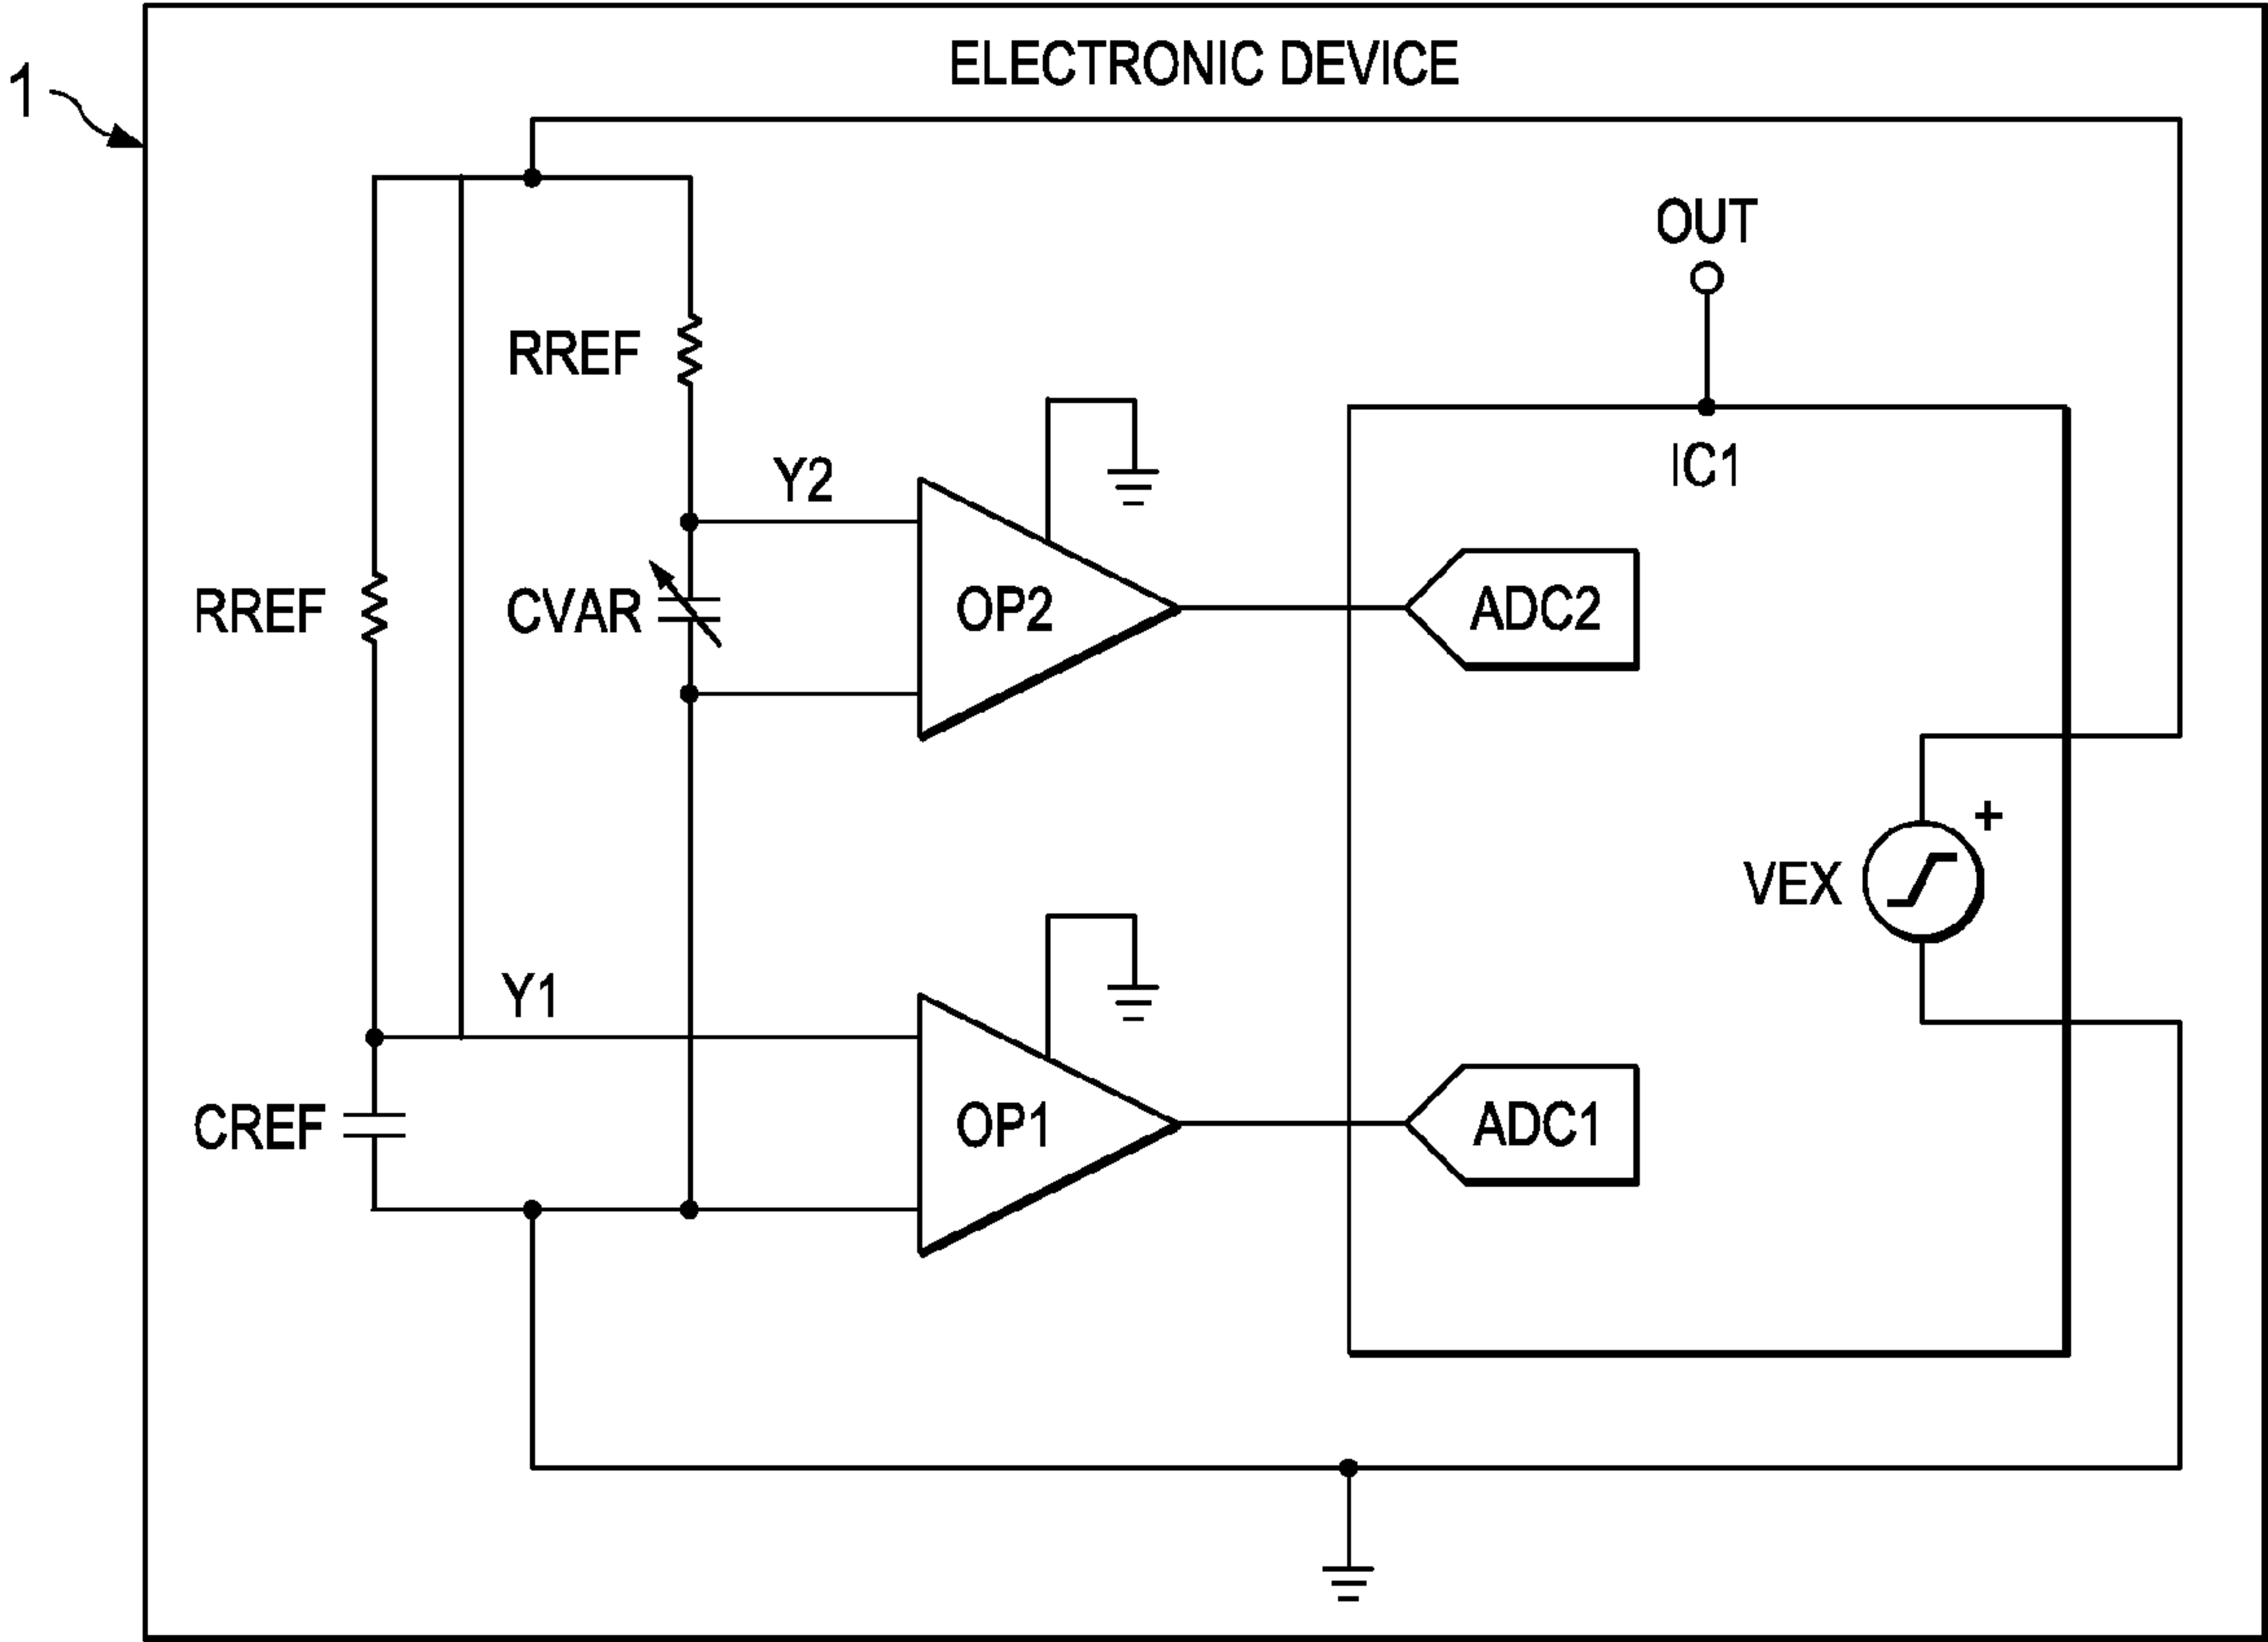 ELECTRONIC DEVICE
1
OUT
RREF
IC1
Y2
RREF
CVAR
OP2
ADC2
+
VEX
Y1
CREF
OP1
ADC1